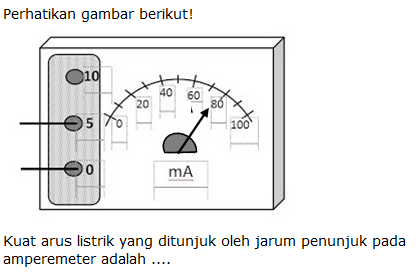 Perhatikan gambar berikut!
10
5
0
0
20
40
60
80
100
mA
Kuat arus listrik yang ditunjuk oleh jarum penunjuk pada
amperemeter adalah ....